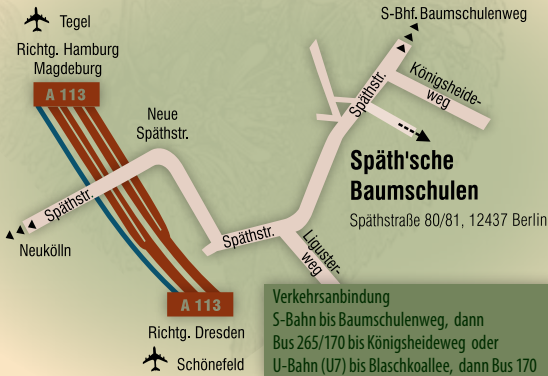 Tegel
Richtg. Hamburg
Magdeburg
A 113
S-Bhf. Baumschulenweg
Königsheide-
weg
Späthstr.
Neue
Späthstr.
Späth'sche
Baumschulen
Späthstraße 80/81, 12437 Berlin
Späthstr.
Neukölln
Späthstr.
Liguster-
weg
A 113
Richtg. Dresden
Schönefeld
Verkehrsanbindung
S-Bahn bis Baumschulenweg, dann
Bus 265/170 bis Königsheideweg oder
U-Bahn (U7) bis Blaschkoallee, dann Bus 170